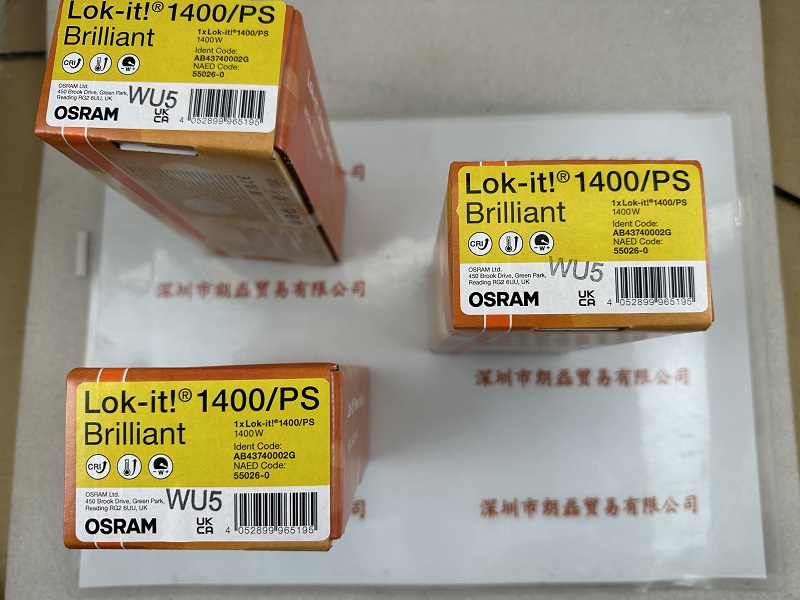 Lok-it!® 1400/PS
Brilliant
1xLok-it!®1400/PS
1400W
Ident Code:
AB43740002G
NAED Code:
55026-0
CRI
-W+
OSRAM Ltd.
450 Brook Drive, Green Park,
Reading RG2 6UU, UK
WU5
OSRAM
UK
CA
4 052899 965195
Lok-it!® 1400/PS
Brilliant
1xLok-it!®1400/PS
1400W
Ident Code:
AB43740002G
NAED Code:
55026-0
CRI
-W+
OSRAM Ltd.
450 Brook Drive, Green Park,
Reading RG2 6UU, UK
WU5
OSRAM
UK
CA
4 052899 965195
深圳市朗磊贸易有限公司
深圳市朗磊贸易有限公司
Lok-it!® 1400/PS
Brilliant
1xLok-it!®1400/PS
1400W
Ident Code:
AB43740002G
NAED Code:
55026-0
CRI
-W+
OSRAM Ltd.
450 Brook Drive, Green Park,
Reading RG2 6UU, UK
WU5
OSRAM
UK
CA
4 052899 965195
深圳市朗磊贸易有限公司